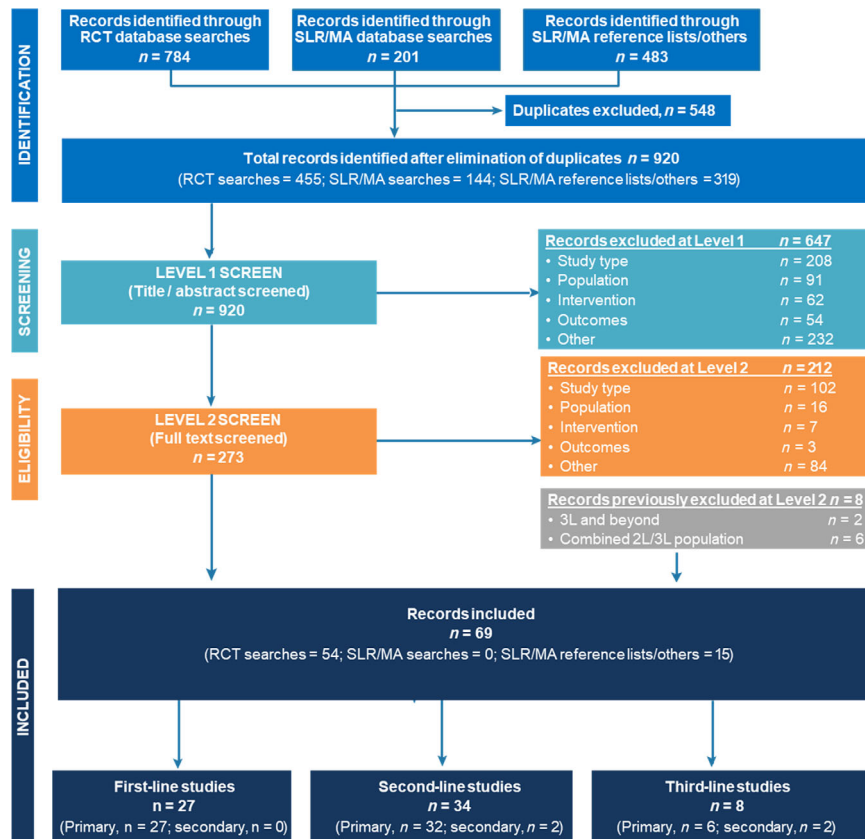 IDENTIFICATION
Records identified through
RCT database searches
n = 784
Records identified through
SLR/MA database searches
n = 201
Records identified through
SLR/MA reference lists/others
n = 483
Duplicates excluded, n = 548
Total records identified after elimination of duplicates n = 920
(RCT searches = 455; SLR/MA searches = 144; SLR/MA reference lists/others =319)
SCREENING
LEVEL 1 SCREEN
(Title / abstract screened)
n = 920
Records excluded at Level 1 n = 647
• Study type n = 208
• Population n = 91
• Intervention n = 62
• Outcomes n = 54
• Other n = 232
ELIGIBILITY
LEVEL 2 SCREEN
(Full text screened)
n = 273
Records excluded at Level 2 n = 212
• Study type n = 102
• Population n = 16
• Intervention n = 7
• Outcomes n = 3
• Other n = 84
Records previously excluded at Level 2 n = 8
• 3L and beyond n = 2
• Combined 2L/3L population n = 6
INCLUDED
Records included
n = 69
(RCT searches = 54; SLR/MA searches = 0; SLR/MA reference lists/others = 15)
First-line studies
n = 27
(Primary, n = 27; secondary, n = 0)
Second-line studies
n = 34
(Primary, n = 32; secondary, n = 2)
Third-line studies
n = 8
(Primary, n = 6; secondary, n = 2)